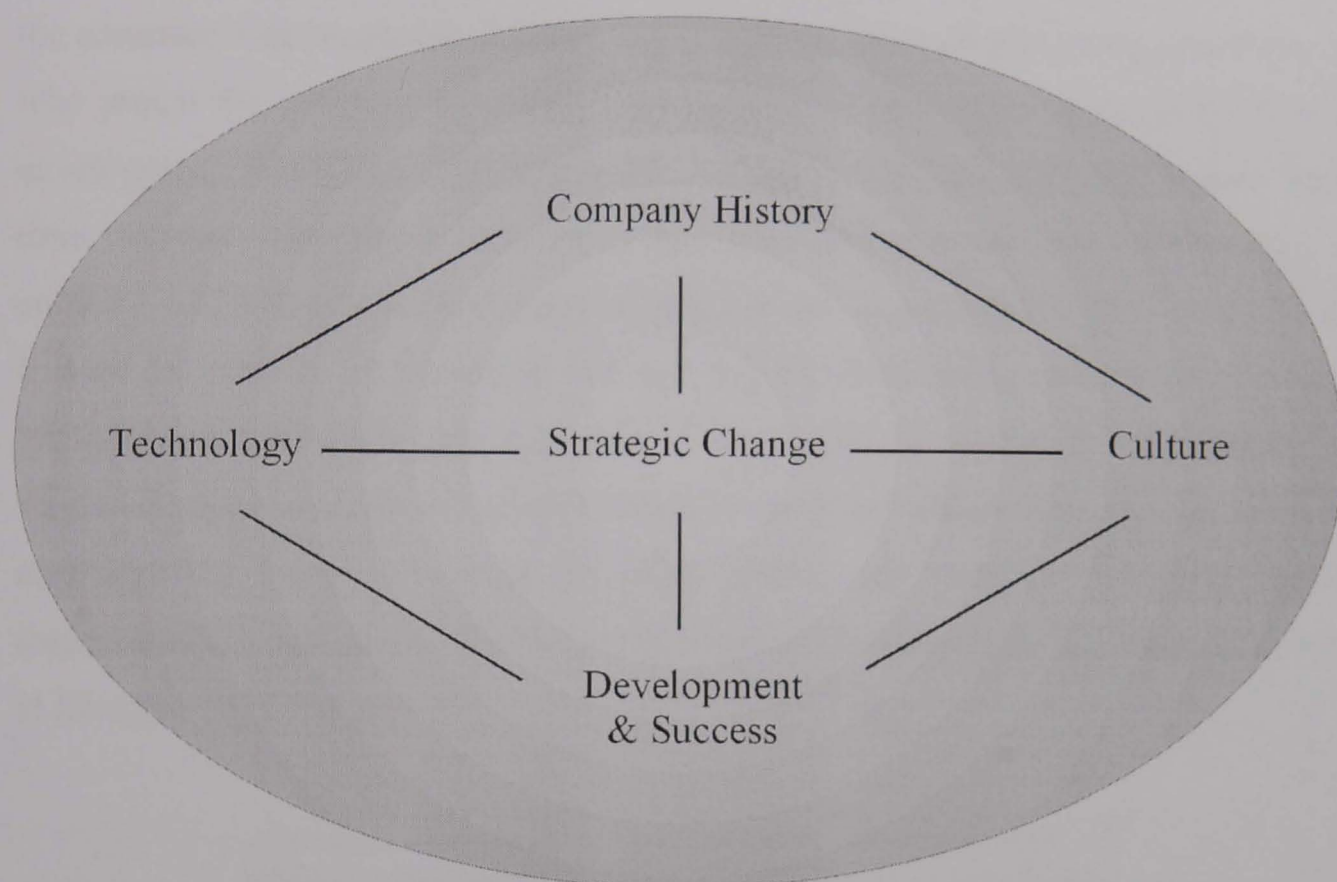 Company History
Technology
Strategic Change
Culture
Development
& Success